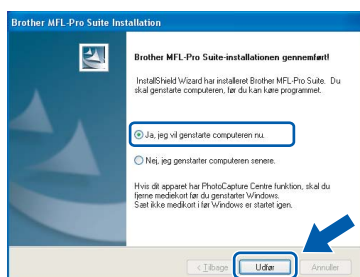 Brother MFL-Pro Suite Installation
Brother MFL-Pro Suite-installationen gennemført!
InstallShield Wizard har installeret Brother MFL-Pro Suite. Du
skal genstarte computeren, før du kan køre programmet.
Ja, jeg vil genstarte computeren nu.
Nej, jeg genstarter computeren senere.
Hvis dit apparet har PhotoCapture Centre funktion, skal du
fjerne mediekort før du genstarter Windows.
Sæt ikke medikort i før Windows er startet igen.
< Tilbage
Udfør
Annuller